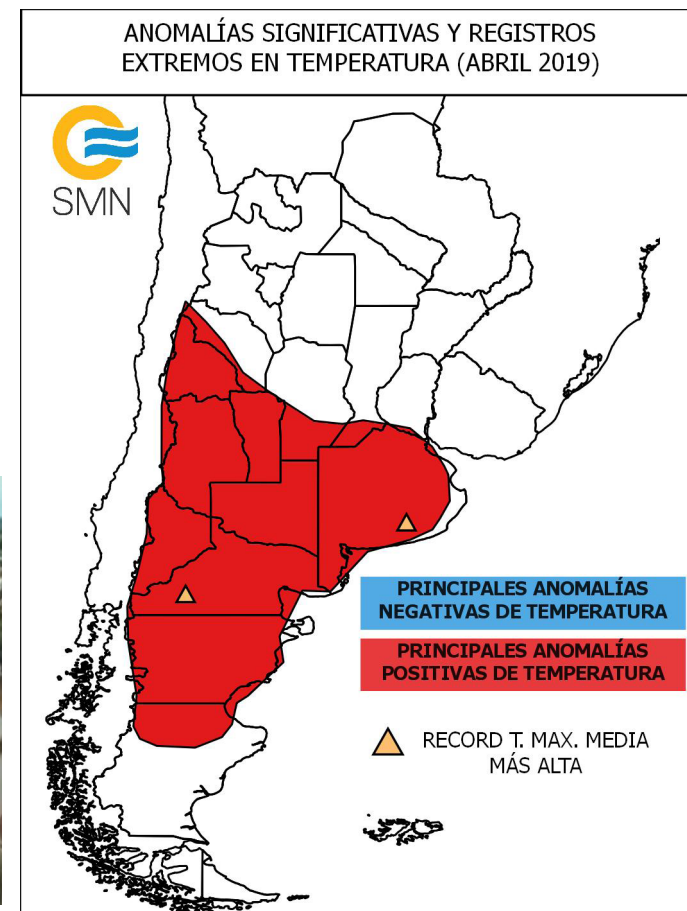 ANOMALÍAS SIGNIFICATIVAS Y REGISTROS
EXTREMOS EN TEMPERATURA (ABRIL 2019)
SMN
PRINCIPALES ANOMALÍAS
NEGATIVAS DE TEMPERATURA
PRINCIPALES ANOMALÍAS
POSITIVAS DE TEMPERATURA
RECORD T. MAX. MEDIA
MÁS ALTA